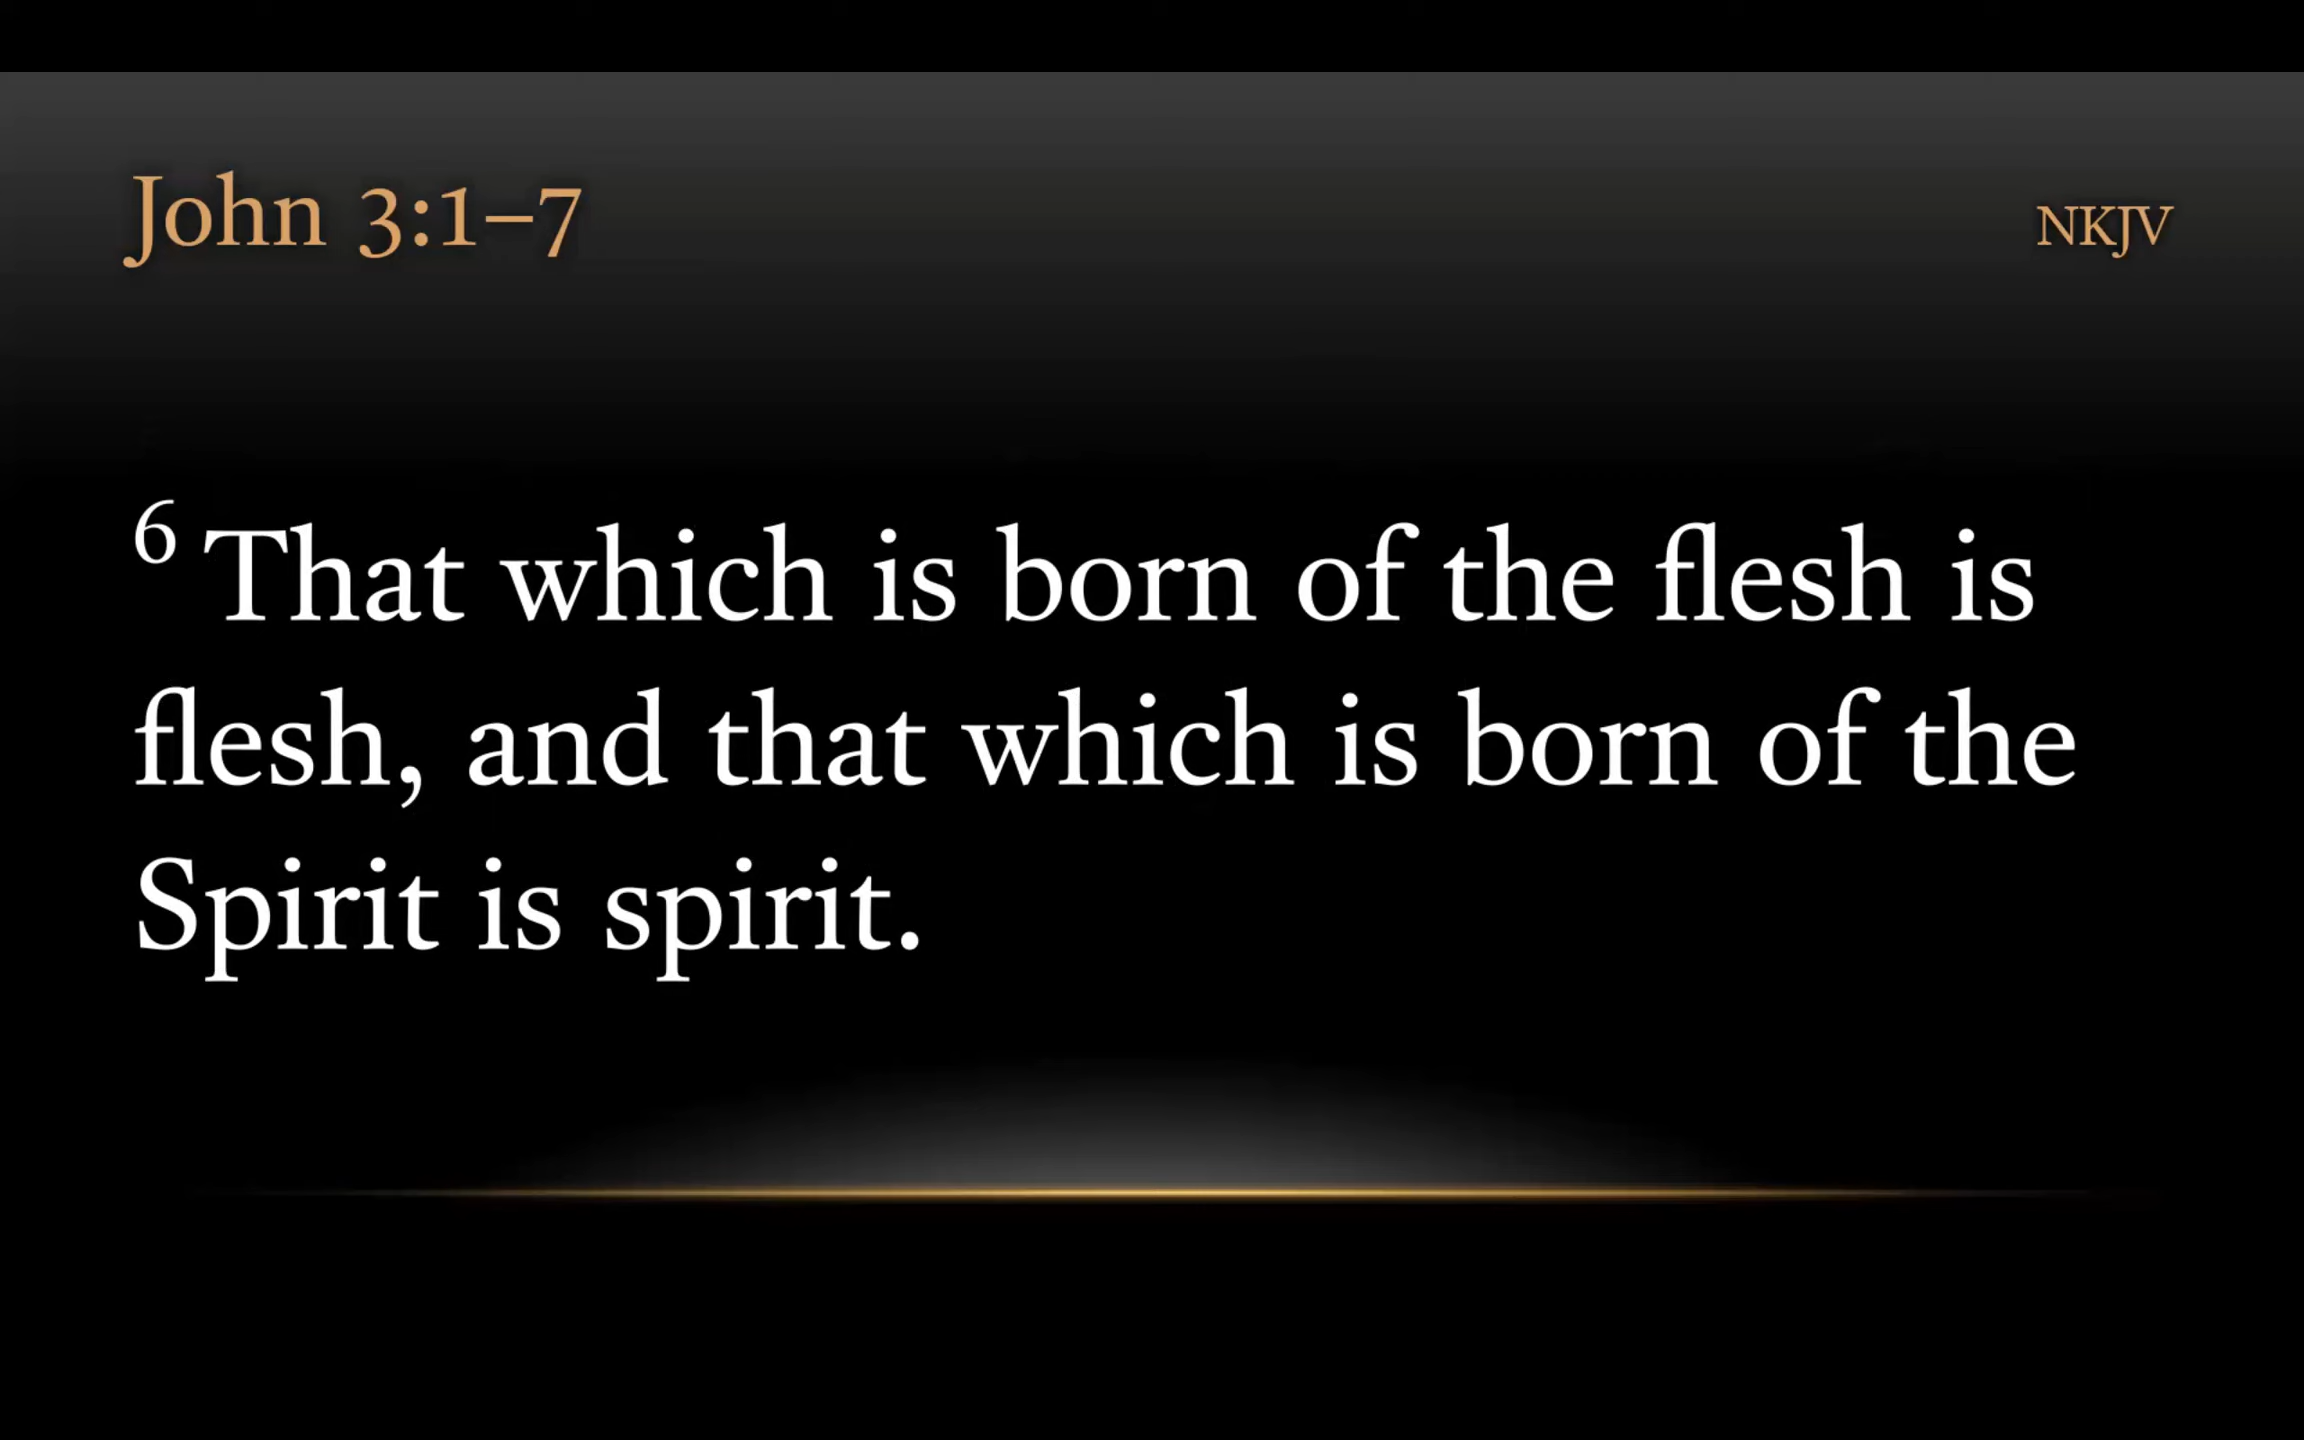 John 3:1–7
NKJV
6 That which is born of the flesh is
flesh, and that which is born of the
Spirit is spirit.